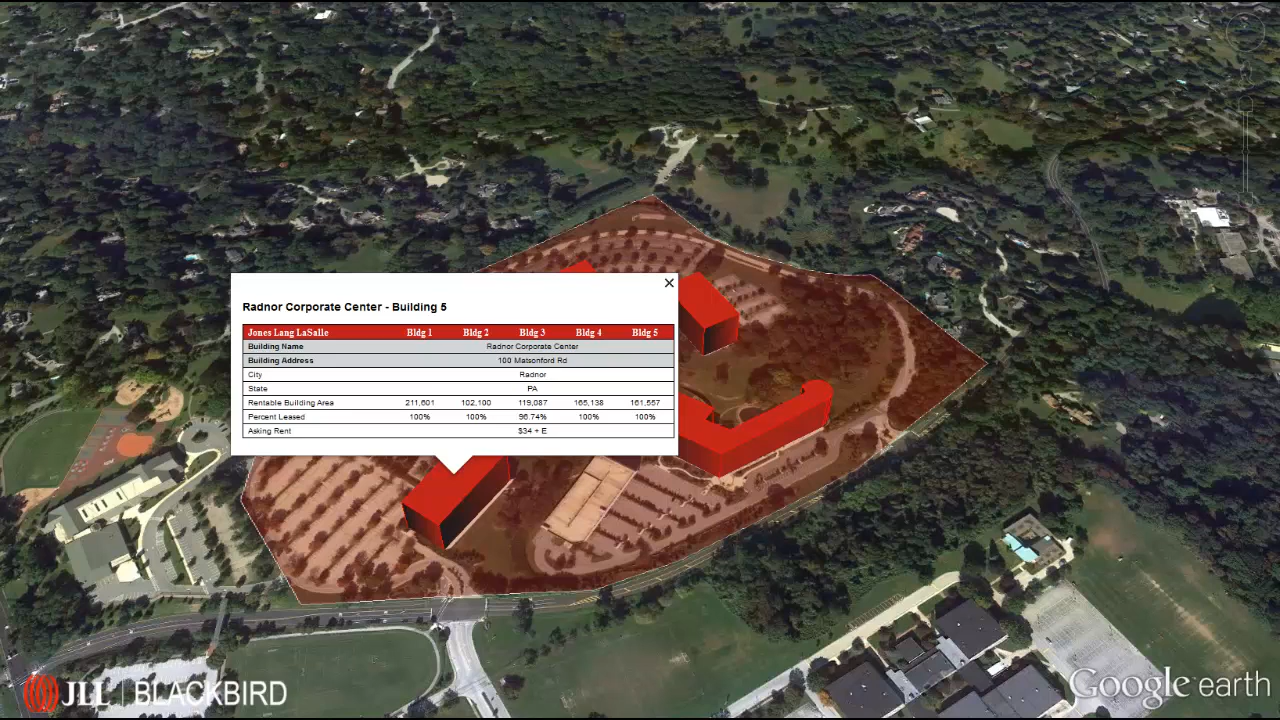 Radnor Corporate Center - Building 5
Jones Lang LaSalle Bldg 1 Bldg 2 Bldg 3 Bldg 4 Bldg 5
Building Name Radnor Corporate Center
Building Address 100 Matsonford Rd
City Radnor
State PA
Rentable Building Area 211,601 102,100 119,087 165,138 161,557
Percent Leased 100% 100% 96.74% 100% 100%
Asking Rent $34 + E
JLL | BLACKBIRD
Google earth